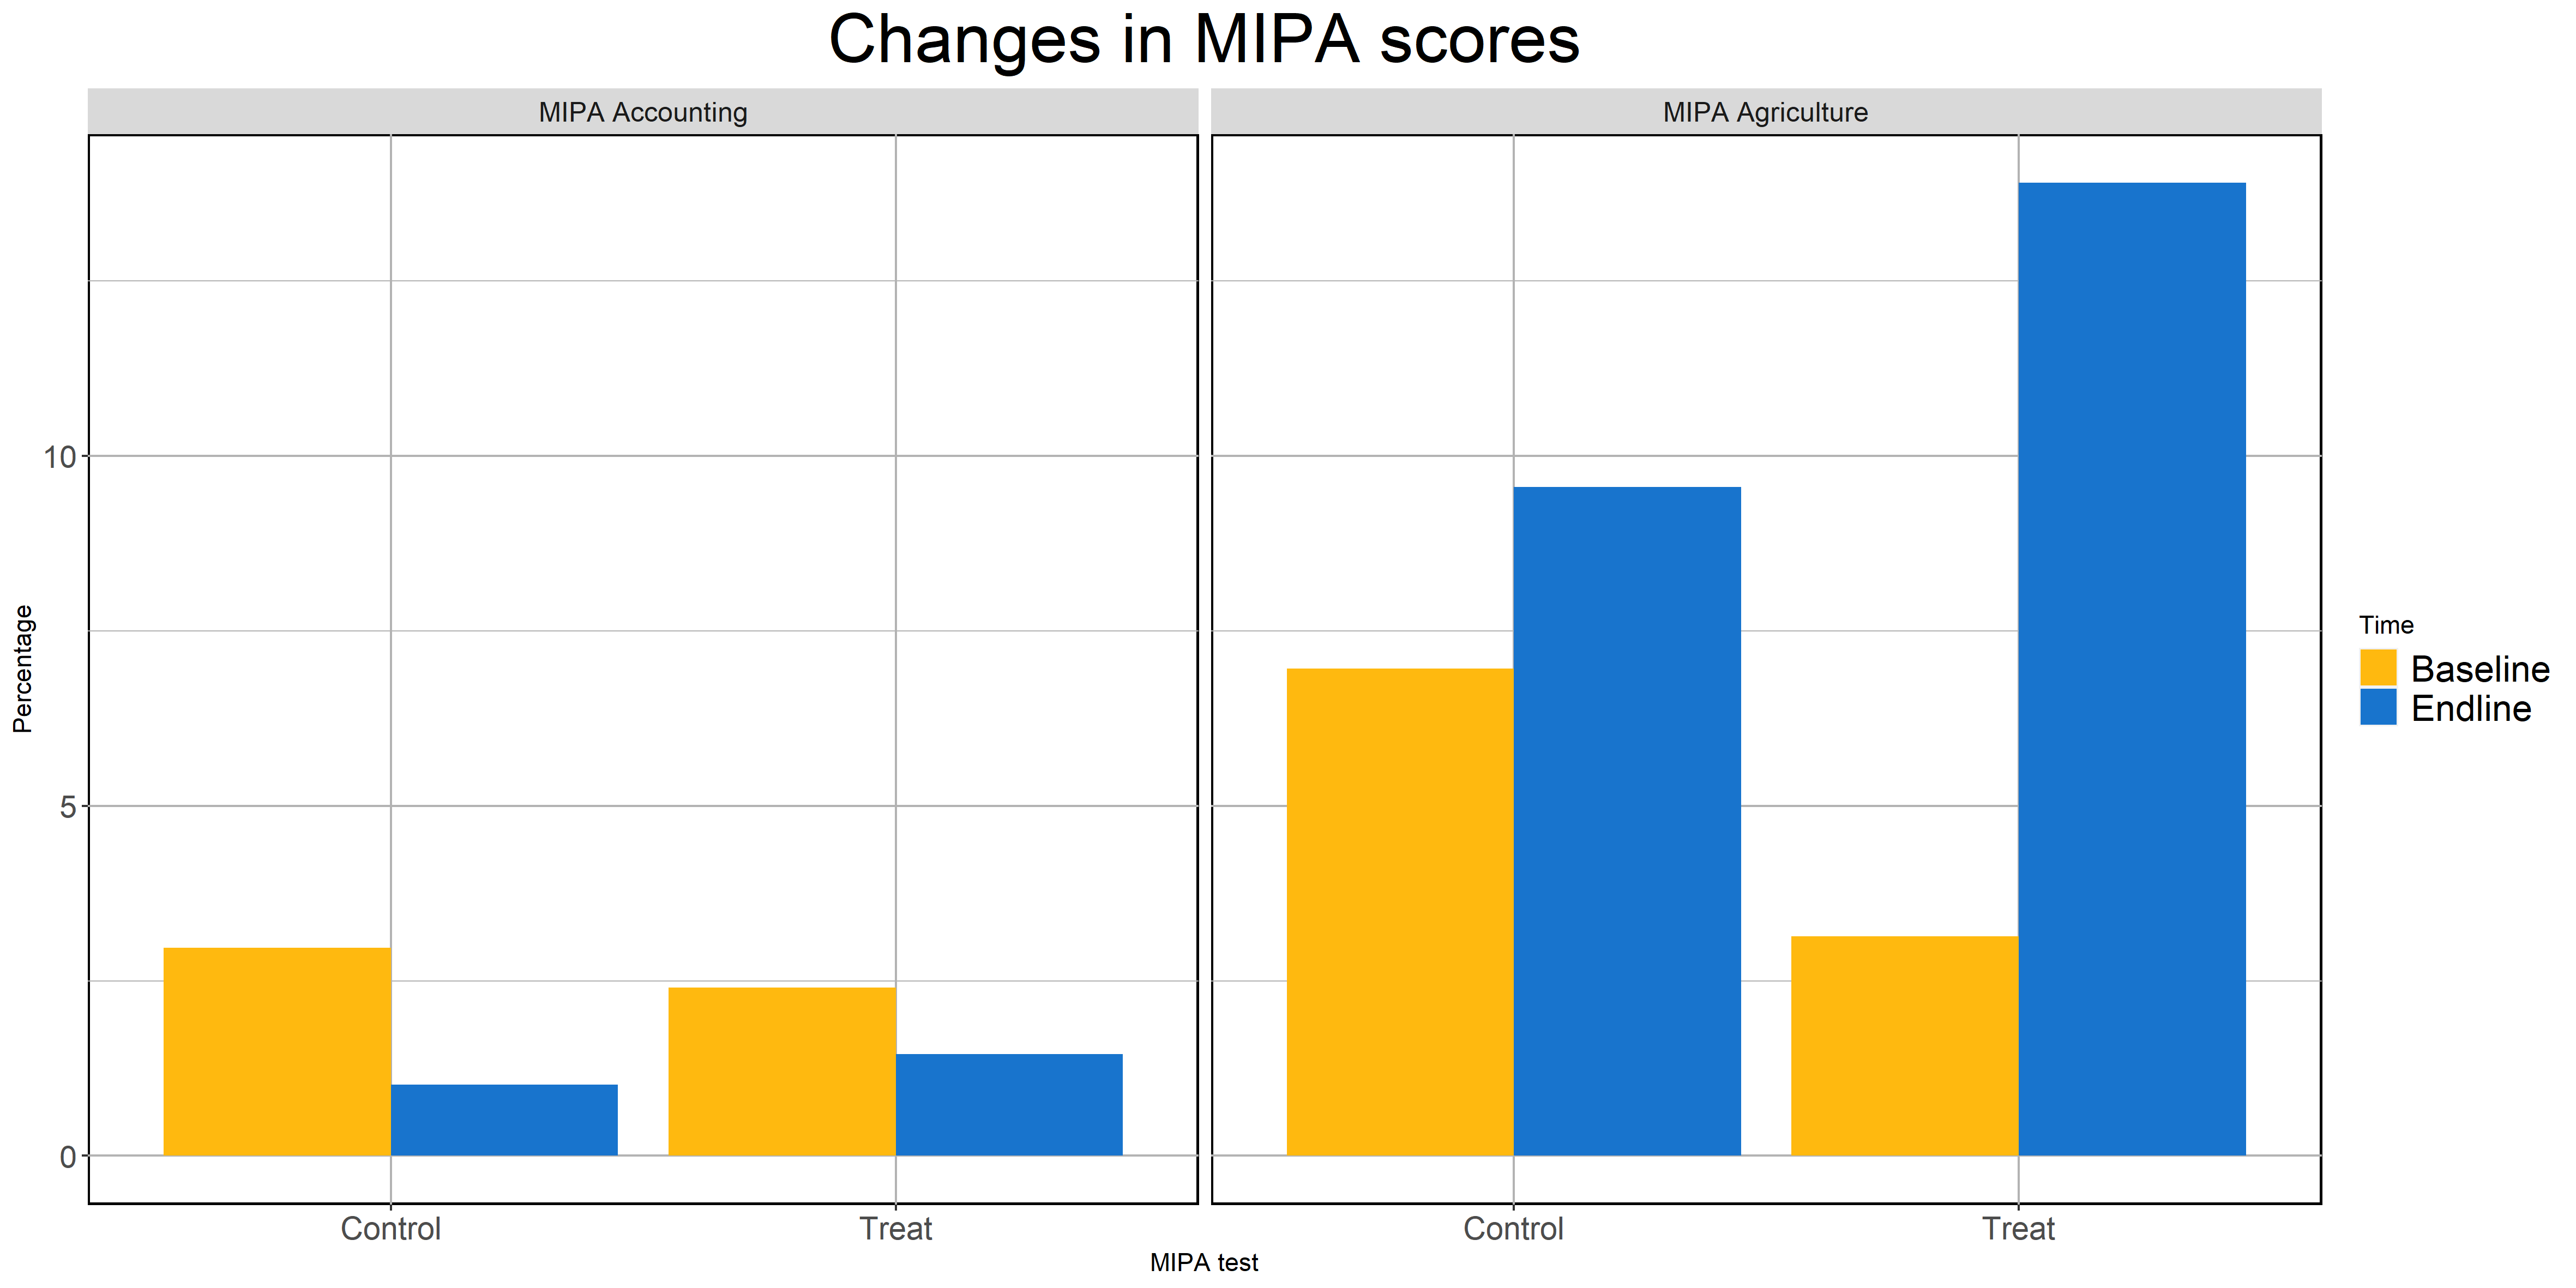 Changes in MIPA scores
MIPA Accounting
MIPA Agriculture
10
5
0
Percentage
Control
Treat
Control
Treat
MIPA test
Time
Baseline
Endline